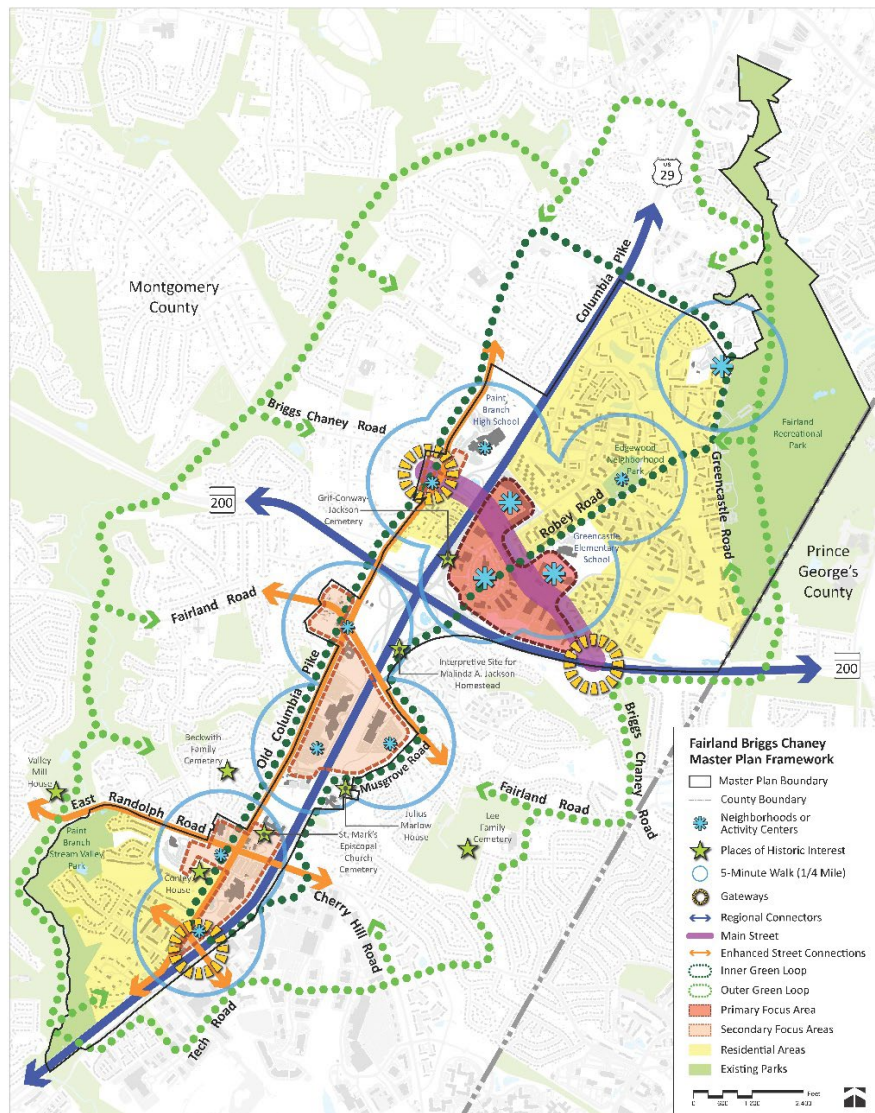 US
29
Columbia Pike
Montgomery
County
Paint
Branch
High School
Briggs Chaney Road
Fairland
Recreational
Park
Edgewood
Neighborhood
Park
Greencastle Road
200
Grif-Conway-
Jackson
Cemetery
Robey Road
Greencastle
Elementary
School
Prince
George's
County
Fairland Road
200
Interpretive Site for
Malinda A. Jackson
Homestead
Old Columbia Pike
Briggs Chaney Road
Beckwith
Family
Cemetery
Valley
Mill
House
Musgrove Road
East Randolph Road
Fairland Road
Julius
Marlow
House
Lee
Family
Cemetery
St. Mark's
Episcopal
Church
Cemetery
Paint
Branch
Stream Valley
Park
Conley
House
Cherry Hill Road
Tech Road
Fairland Briggs Chaney
Master Plan Framework
Master Plan Boundary
County Boundary
Neighborhoods or
Activity Centers
Places of Historic Interest
5-Minute Walk (1/4 Mile)
Gateways
Regional Connectors
Main Street
Enhanced Street Connections
Inner Green Loop
Outer Green Loop
Primary Focus Area
Secondary Focus Areas
Residential Areas
Existing Parks
Feet
0